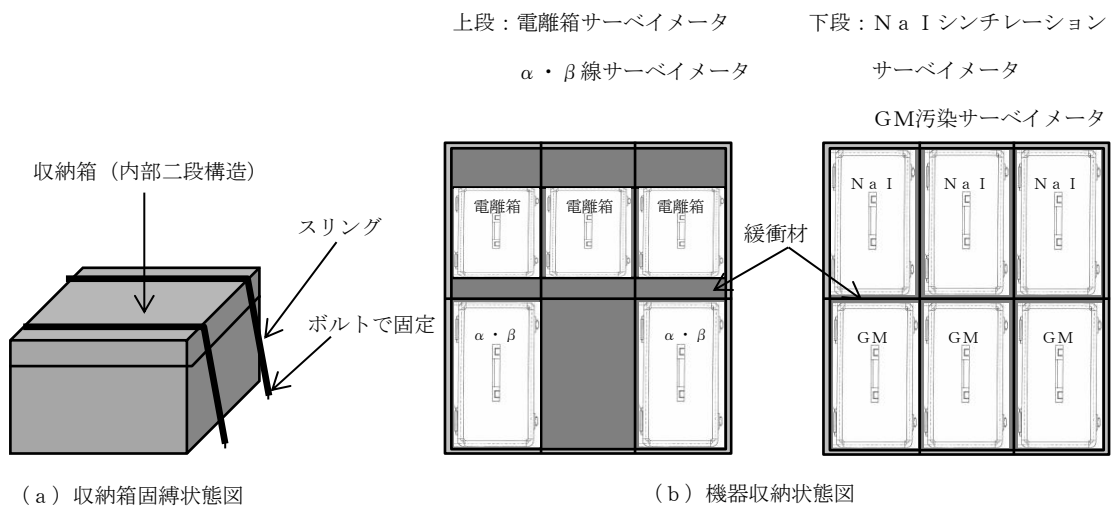 上段：電離箱サーベイメータ
α・β線サーベイメータ
下段：ＮａＩシンチレーション
サーベイメータ
ＧＭ汚染サーベイメータ
収納箱（内部二段構造）
スリング
ボルトで固定
電離箱
電離箱
電離箱
α・β
α・β
緩衝材
ＮａＩ
ＮａＩ
ＮａＩ
ＧＭ
ＧＭ
ＧＭ
（ａ）収納箱固縛状態図
（ｂ）機器収納状態図